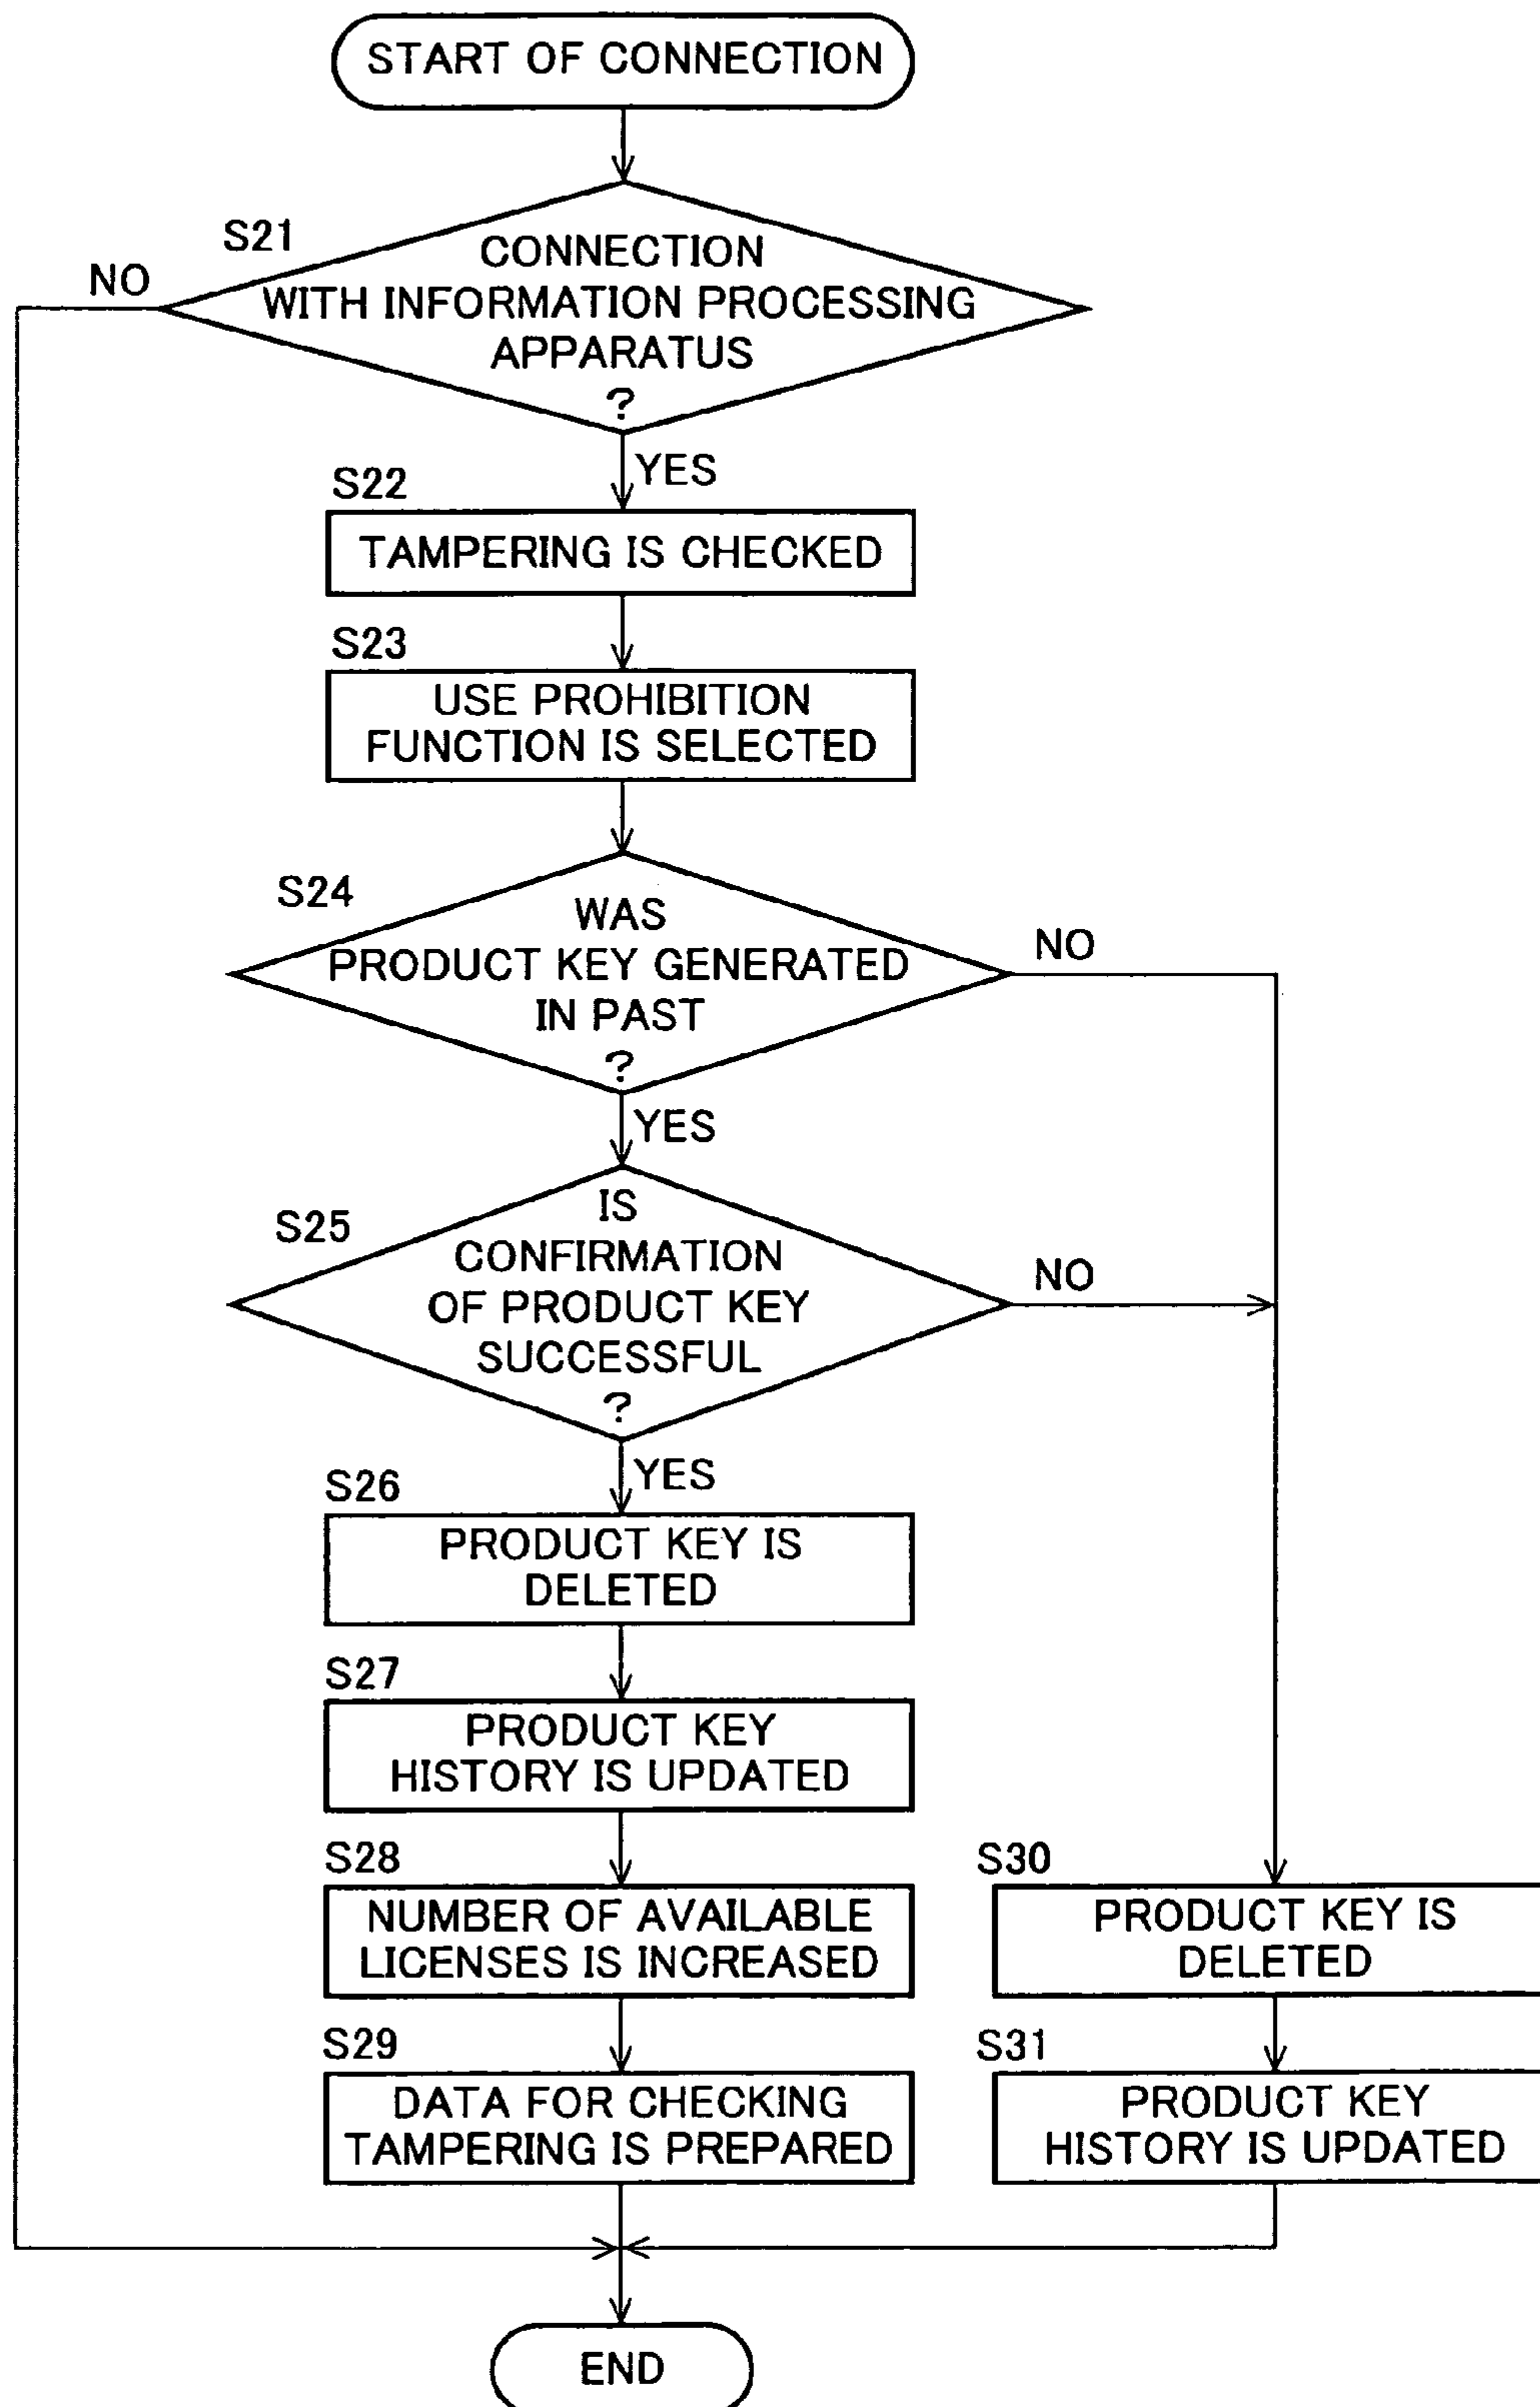 START OF CONNECTION
S21
NO
CONNECTION
WITH INFORMATION PROCESSING
APPARATUS
?
YES
S22
TAMPERING IS CHECKED
S23
USE PROHIBITION
FUNCTION IS SELECTED
S24
WAS
PRODUCT KEY GENERATED
IN PAST
?
NO
YES
S25
IS
CONFIRMATION
OF PRODUCT KEY
SUCCESSFUL
?
NO
YES
S26
PRODUCT KEY IS
DELETED
S27
PRODUCT KEY
HISTORY IS UPDATED
S28
NUMBER OF AVAILABLE
LICENSES IS INCREASED
S30
PRODUCT KEY IS
DELETED
S29
DATA FOR CHECKING
TAMPERING IS PREPARED
S31
PRODUCT KEY
HISTORY IS UPDATED
END